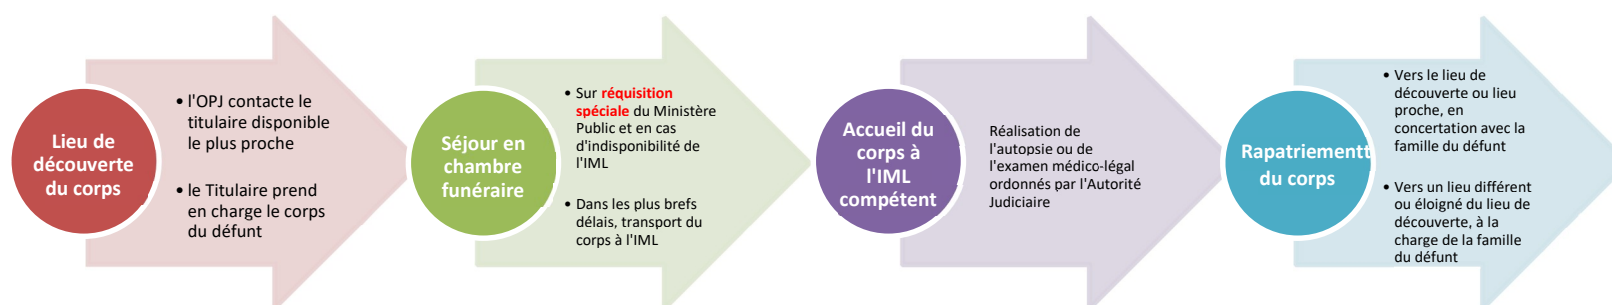 Lieu de
découverte
du corps
• l'OPJ contacte le
titulaire disponible
le plus proche
• le Titulaire prend
en charge le corps
du défunt
Séjour en
chambre
funéraire
• Sur réquisition
spéciale du Ministère
Public et en cas
d'indisponibilité de
l'IML
• Dans les plus brefs
délais, transport du
corps à l'IML
Accueil du
corps à
l'IML
compétent
Réalisation de
l'autopsie ou de
l'examen médico-légal
ordonnés par l'Autorité
Judiciaire
Rapatriementt
du corps
• Vers le lieu de
découverte ou lieu
proche, en
concertation avec la
famille du défunt
• Vers un lieu différent
ou éloigné du lieu de
découverte, à la
charge de la famille
du défunt